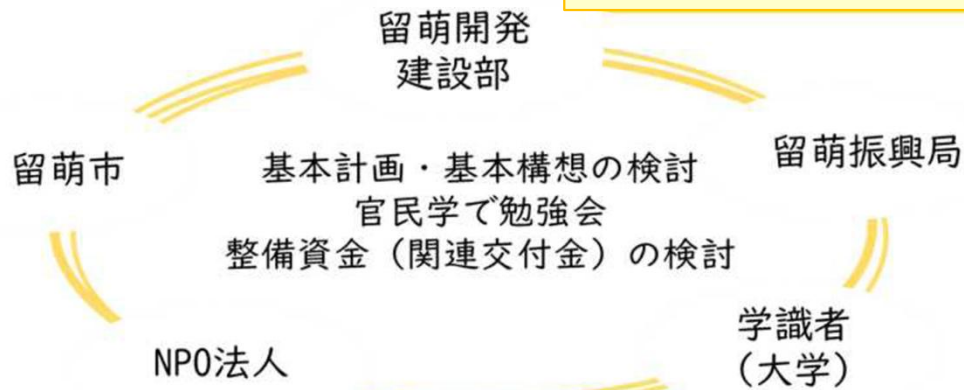 留萌開発
建設部
留萌市
留萌振興局
基本計画・基本構想の検討
官民学で勉強会
整備資金（関連交付金）の検討
NPO法人
学識者
（大学）